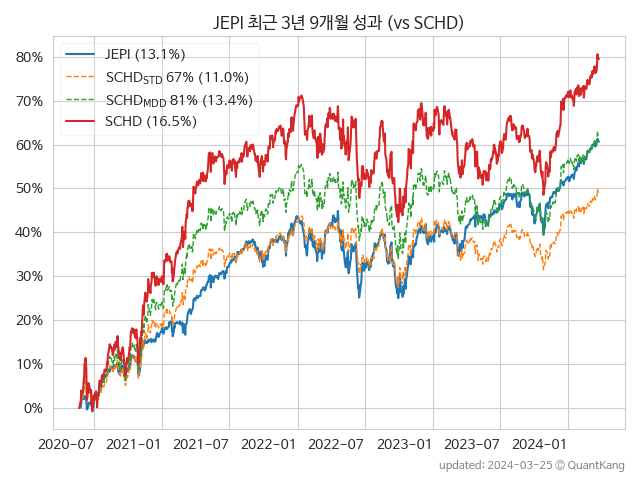 JEPI 최근 3년 9개월 성과 (vs SCHD)
JEPI (13.1%)
SCHD_STD 67% (11.0%)
SCHD_MDD 81% (13.4%)
SCHD (16.5%)
80%
70%
60%
50%
40%
30%
20%
10%
0%
2020-07 2021-01 2021-07 2022-01 2022-07 2023-01 2023-07 2024-01
updated: 2024-03-25 © QuantKang